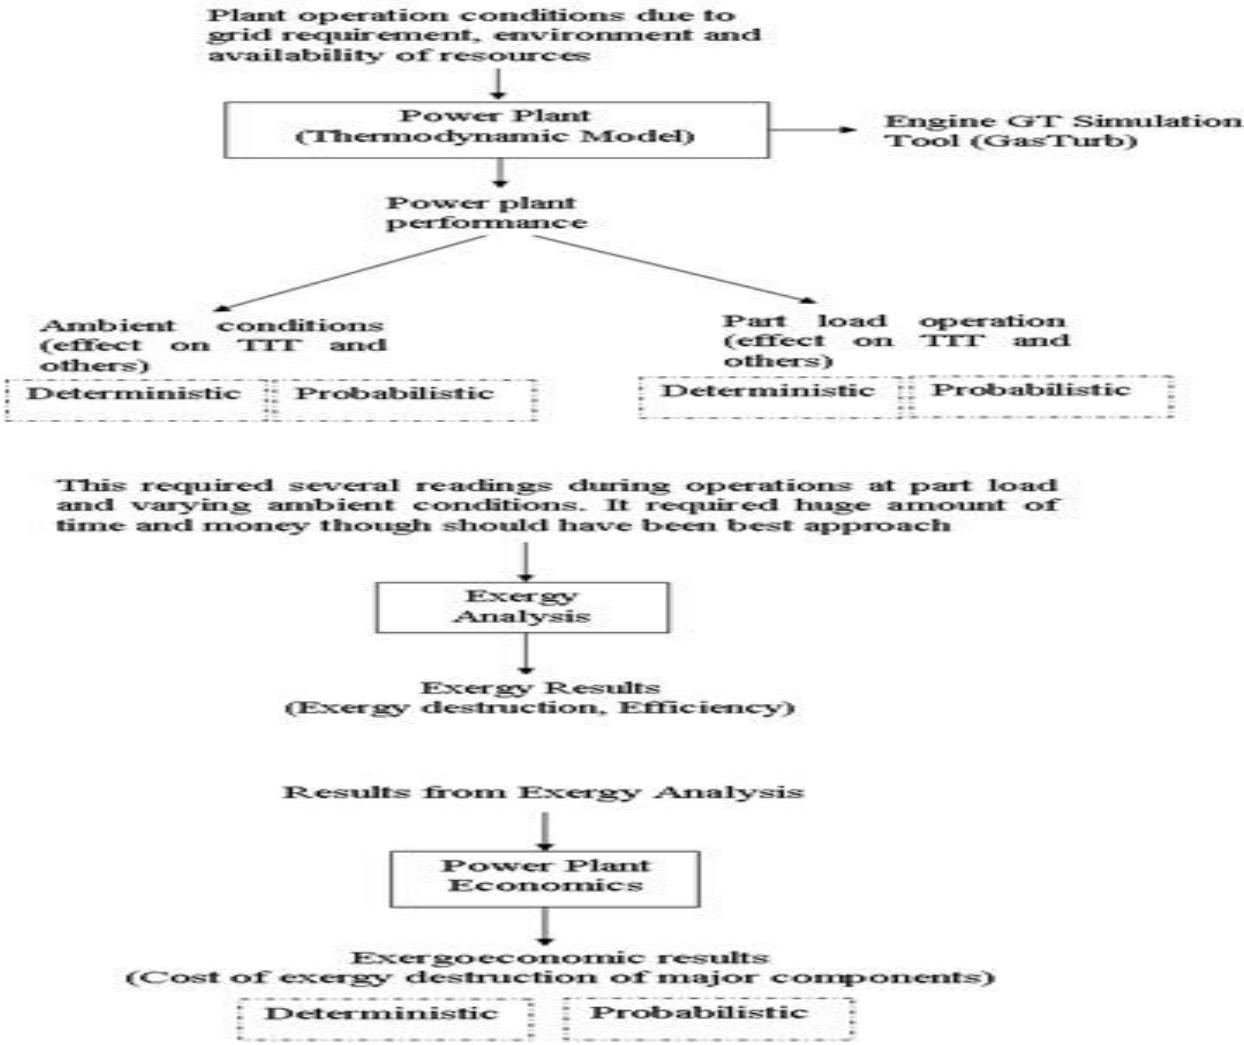 Plant operation conditions due to
grid requirement, environment and
availability of resources
Power Plant
(Thermodynamic Model)
Engine GT Simulation
Tool (GasTurb)
Power plant
performance
Ambient conditions
(effect on TIT and
others)
Deterministic
Probabilistic
Part load operation
(effect on TIT and
others)
Deterministic
Probabilistic
This required several readings during operations at part load
and varying ambient conditions. It required huge amount of
time and money though should have been best approach
Exergy
Analysis
Exergy Results
(Exergy destruction, Efficiency)
Results from Exergy Analysis
Power Plant
Economics
Exergoeconomic results
(Cost of exergy destruction of major components)
Deterministic
Probabilistic